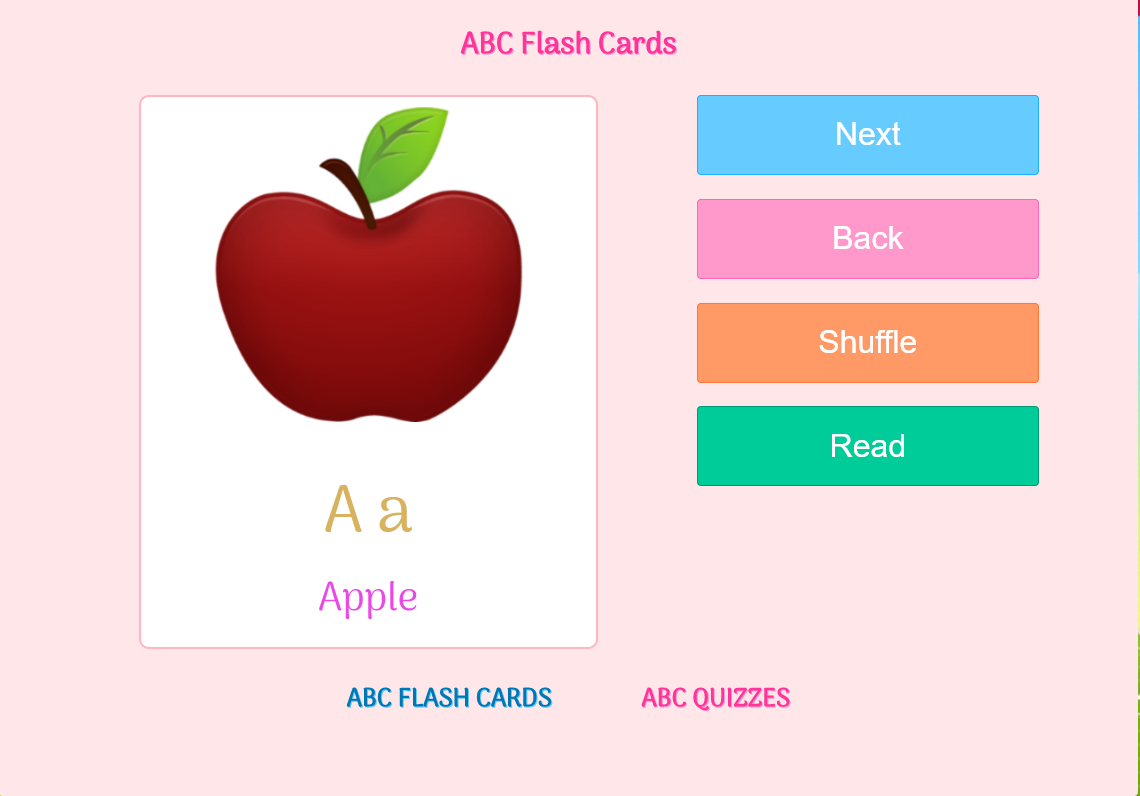 ABC Flash Cards
A a
Apple
Next
Back
Shuffle
Read
ABC FLASH CARDS
ABC QUIZZES